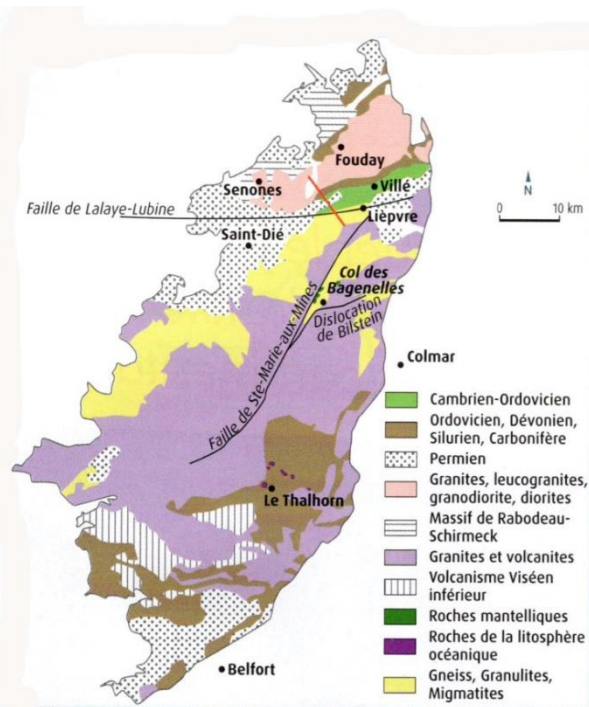 Fouday
Senones
Villé
N
Faille de Lalaye-Lubine
Lièpvre
0 10 km
Saint-Dié
Col des
Bagenelles
Dislocation
de Bilstein
Faille de Ste-Marie-aux-Mines
Colmar
Le Thalhorn
Belfort
Cambrien-Ordovicien
Ordovicien, Dévonien,
Silurien, Carbonifère
Permien
Granites, leucogranites,
granodiorite, diorites
Massif de Rabodeau-
Schirmeck
Granites et volcanites
Volcanisme Viséen
inférieur
Roches mantelliques
Roches de la litosphère
océanique
Gneiss, Granulites,
Migmatites